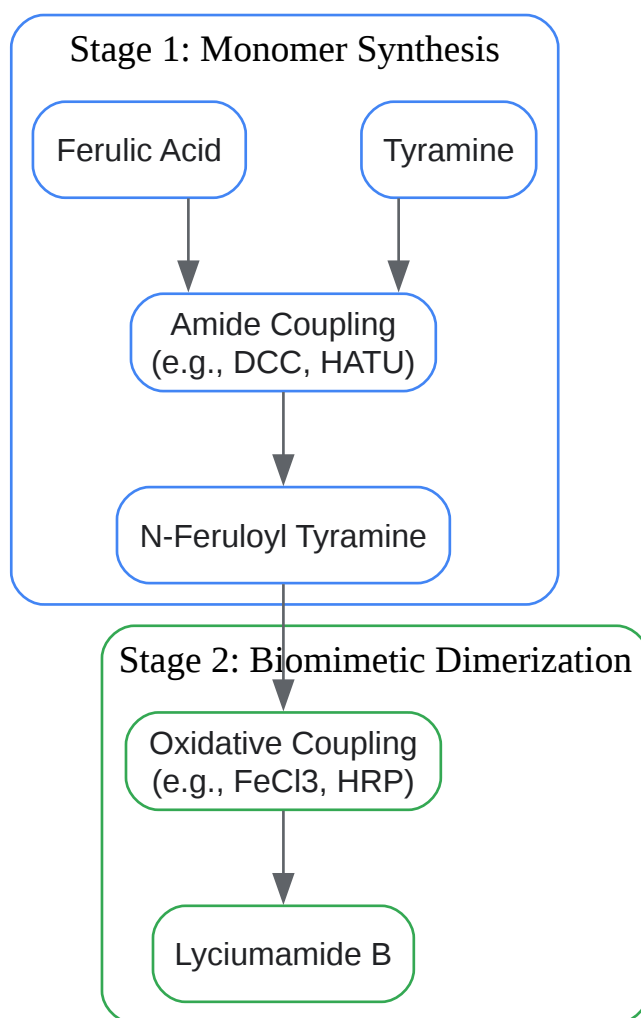 Stage 1: Monomer Synthesis
Ferulic Acid
Tyramine
Amide Coupling
(e.g., DCC, HATU)
N-Feruloyl Tyramine
Stage 2: Biomimetic Dimerization
Oxidative Coupling
(e.g., FeCl3, HRP)
Lyciumamide B